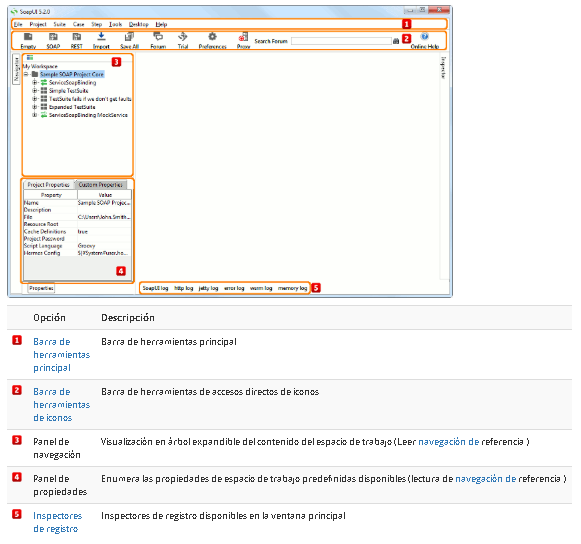 SoapUI 5.2.0
File Project Suite Case Step Tools Desktop Help
1
Empty SOAP REST Import Save All Forum Trial Preferences Proxy Search Forum Online Help
2
Navigator
3
Inspector
My Workspace
Sample SOAP Project Core
ServiceSoapBinding
Simple TestSuite
TestSuite fails if we don't get faults
Expanded TestSuite
ServiceSoapBinding MockService
Project Properties Custom Properties
Property Value
Name Sample SOAP Projec...
Description
File C:\Users\John.Smith...
Resource Root
Cache Definitions true
Project Password
Script Language Groovy
Hermes Config ${#System#user.ho...
4
Properties
SoapUI log http log jetty log error log wsrm log memory log
5
Opción Descripción
1 Barra de herramientas principal
Barra de
herramientas
principal
2 Barra de herramientas de accesos directos de iconos
Barra de
herramientas
de iconos
3 Panel de Visualización en árbol expandible del contenido del espacio de trabajo (Leer navegación de referencia )
navegación
4 Panel de Enumera las propiedades de espacio de trabajo predefinidas disponibles (lectura de navegación de referencia )
propiedades
5 Inspectores Inspectores de registro disponibles en la ventana principal
de registro